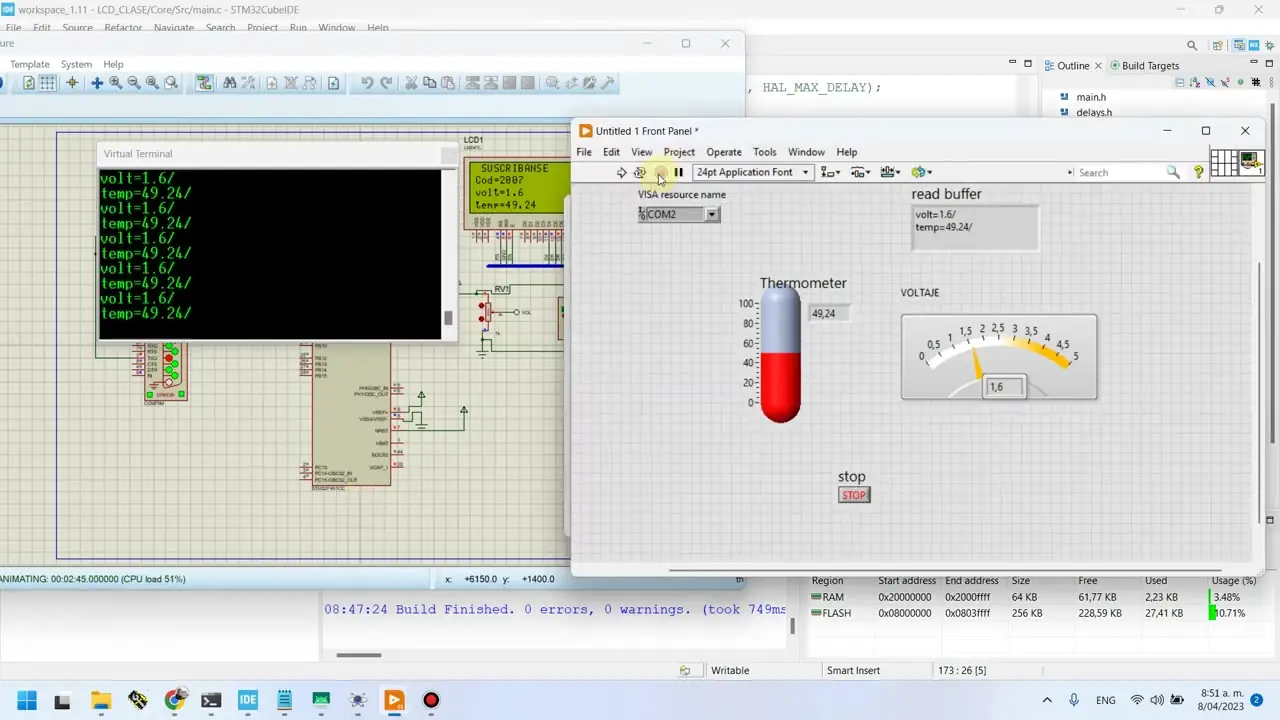 workspace_1.11 - LCD_CLASE/Core/Src/main.c - STM32CubeIDE
File Edit Source Refactor Navigate Search Project Run Window Help
ure
Template System Help
Outline
Build Targets
, HAL_MAX_DELAY);
main.h
delays.h
Virtual Terminal
volt=1.6/
temp=49.24/
volt=1.6/
temp=49.24/
volt=1.6/
temp=49.24/
volt=1.6/
temp=49.24/
volt=1.6/
temp=49.24/
LCD1
SUSCRIBANSE
Cod=2007
volt=1.6
temp=49.24
RV1
VOL
ERROR
Untitled 1 Front Panel *
File Edit View Project Operate Tools Window Help
24pt Application Font
Search
VISA resource name
COM2
read buffer
volt=1.6/
temp=49.24/
Thermometer
49,24
100
80
60
40
20
0
VOLTAJE
0 0,5 1 1,5 2 2,5 3 3,5 4 4,5 5
1,6
stop
STOP
ANIMATING: 00:02:45.000000 (CPU load 51%)
x: +6150.0 y: +1400.0
th
08:47:24 Build Finished. 0 errors, 0 warnings. (took 749ms
Region Start address End address Size Free Used Usage (%)
RAM 0x20000000 0x2000ffff 64 KB 61,77 KB 2,23 KB 3.48%
FLASH 0x08000000 0x0803ffff 256 KB 228,59 KB 27,41 KB 10.71%
Writable
Smart Insert
173 : 26 [5]
IDE
ENG
8:51 a. m.
8/04/2023
2